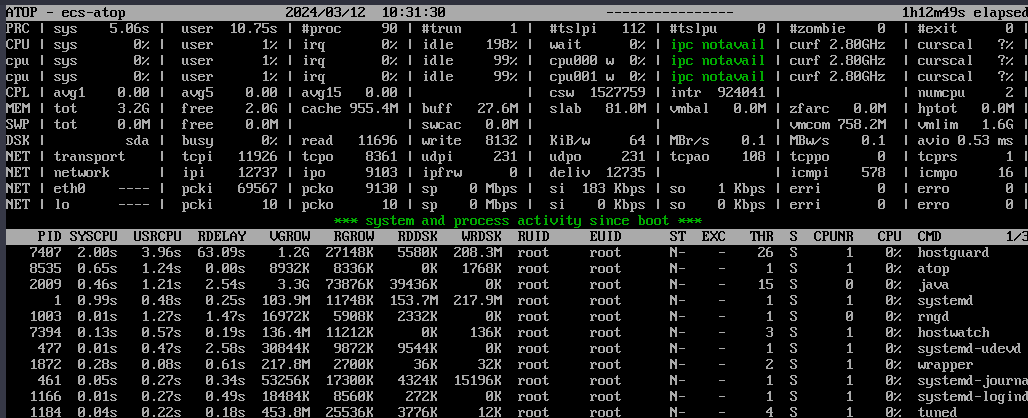 ATOP - ecs-atop 2024/03/12 10:31:30 ---------------- 1h12m49s elapsed
PRC | sys 5.06s | user 10.75s | #proc 90 | #trun 1 | #tslpi 112 | #tslpu 0 | #zombie 0 | #exit 0 |
CPU | sys 0% | user 1% | irq 0% | idle 198% | wait 0% | ipc notavail | curf 2.80GHz | curscal ?% |
cpu | sys 0% | user 1% | irq 0% | idle 99% | cpu000 w 0% | ipc notavail | curf 2.80GHz | curscal ?% |
cpu | sys 0% | user 1% | irq 0% | idle 99% | cpu001 w 0% | ipc notavail | curf 2.80GHz | curscal ?% |
CPL | avg1 0.00 | avg5 0.00 | avg15 0.00 | | csw 1527759 | intr 924041 | | numcpu 2 |
MEM | tot 3.2G | free 2.0G | cache 955.4M | buff 27.6M | slab 81.0M | vmbal 0.0M | zfarc 0.0M | hptot 0.0M |
SWP | tot 0.0M | free 0.0M | | swcac 0.0M | | | vmcom 758.2M | vmlim 1.6G |
DSK | sda | busy 0% | read 11696 | write 8132 | KiB/w 64 | MBr/s 0.1 | MBw/s 0.1 | avio 0.53 ms |
NET | transport | tcpi 11926 | tcpo 8361 | udpi 231 | udpo 231 | tcpao 108 | tcppo 0 | tcprs 1 |
NET | network | ipi 12737 | ipo 9103 | ipfrw 0 | deliv 12735 | | icmpi 578 | icmpo 16 |
NET | eth0 ---- | pcki 69567 | pcko 9130 | sp 0 Mbps | si 183 Kbps | so 1 Kbps | erri 0 | erro 0 |
NET | lo ---- | pcki 10 | pcko 10 | sp 0 Mbps | si 0 Kbps | so 0 Kbps | erri 0 | erro 0 |
*** system and process activity since boot ***
PID SYSCPU USRCPU RDELAY VGROW RGROW RDDSK WRDSK RUID EUID ST EXC THR S CPUNR CPU CMD 1/3
7407 2.00s 3.96s 63.09s 1.2G 27148K 5580K 208.3M root root N- - 26 S 1 0% hostguard
8535 0.65s 1.24s 0.00s 8932K 8336K 0K 1768K root root N- - 1 S 1 0% atop
2009 0.46s 1.21s 2.54s 3.3G 73876K 39436K 0K root root N- - 15 S 0 0% java
1 0.99s 0.48s 0.25s 103.9M 11748K 153.7M 217.9M root root N- - 1 S 1 0% systemd
1003 0.01s 1.27s 1.47s 16972K 5908K 2332K 0K root root N- - 1 S 0 0% rngd
7394 0.13s 0.57s 0.19s 136.4M 11212K 0K 136K root root N- - 3 S 1 0% hostwatch
477 0.01s 0.47s 2.58s 30844K 9872K 9544K 0K root root N- - 1 S 1 0% systemd-udevd
1872 0.28s 0.08s 0.61s 217.8M 2700K 36K 32K root root N- - 2 S 1 0% wrapper
461 0.05s 0.27s 0.34s 53256K 17300K 4324K 15196K root root N- - 1 S 1 0% systemd-journa
1166 0.01s 0.27s 0.49s 18484K 8560K 272K 0K root root N- - 1 S 1 0% systemd-logind
1184 0.04s 0.22s 0.18s 453.8M 25536K 3776K 12K root root N- - 4 S 1 0% tuned